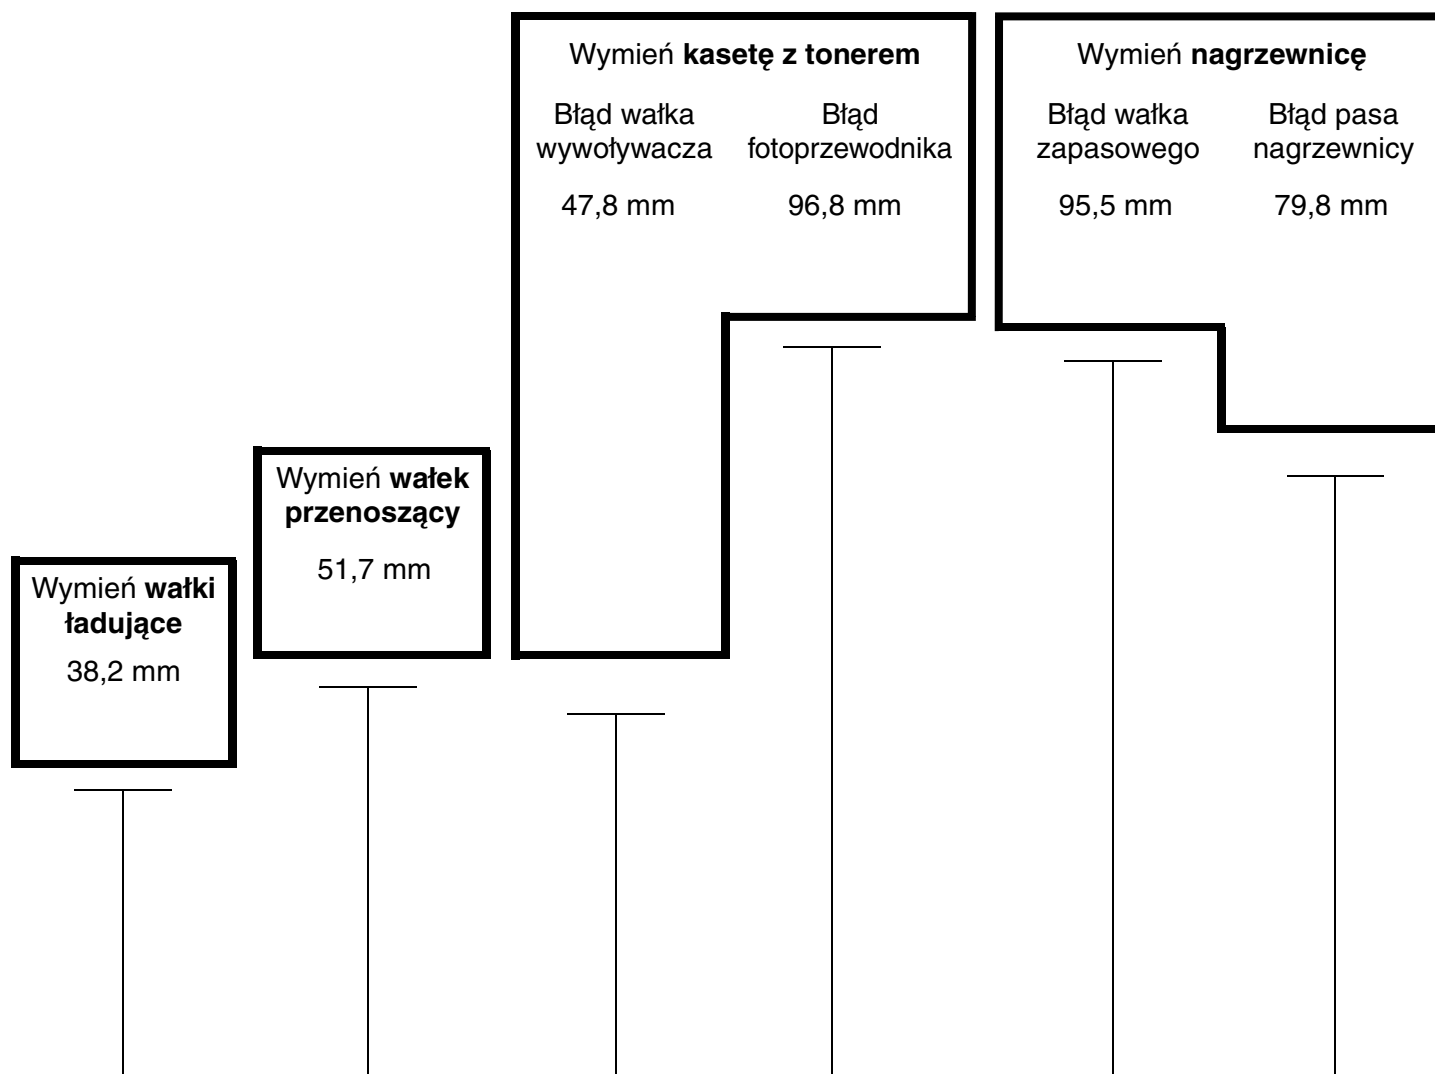 Wymień wałki
ładujące
38,2 mm
Wymień wałek
przenoszący
51,7 mm
Wymień kasetę z tonerem
Błąd wałka
wywoływacza
47,8 mm
Błąd
fotoprzewodnika
96,8 mm
Wymień nagrzewnicę
Błąd wałka
zapasowego
95,5 mm
Błąd pasa
nagrzewnicy
79,8 mm